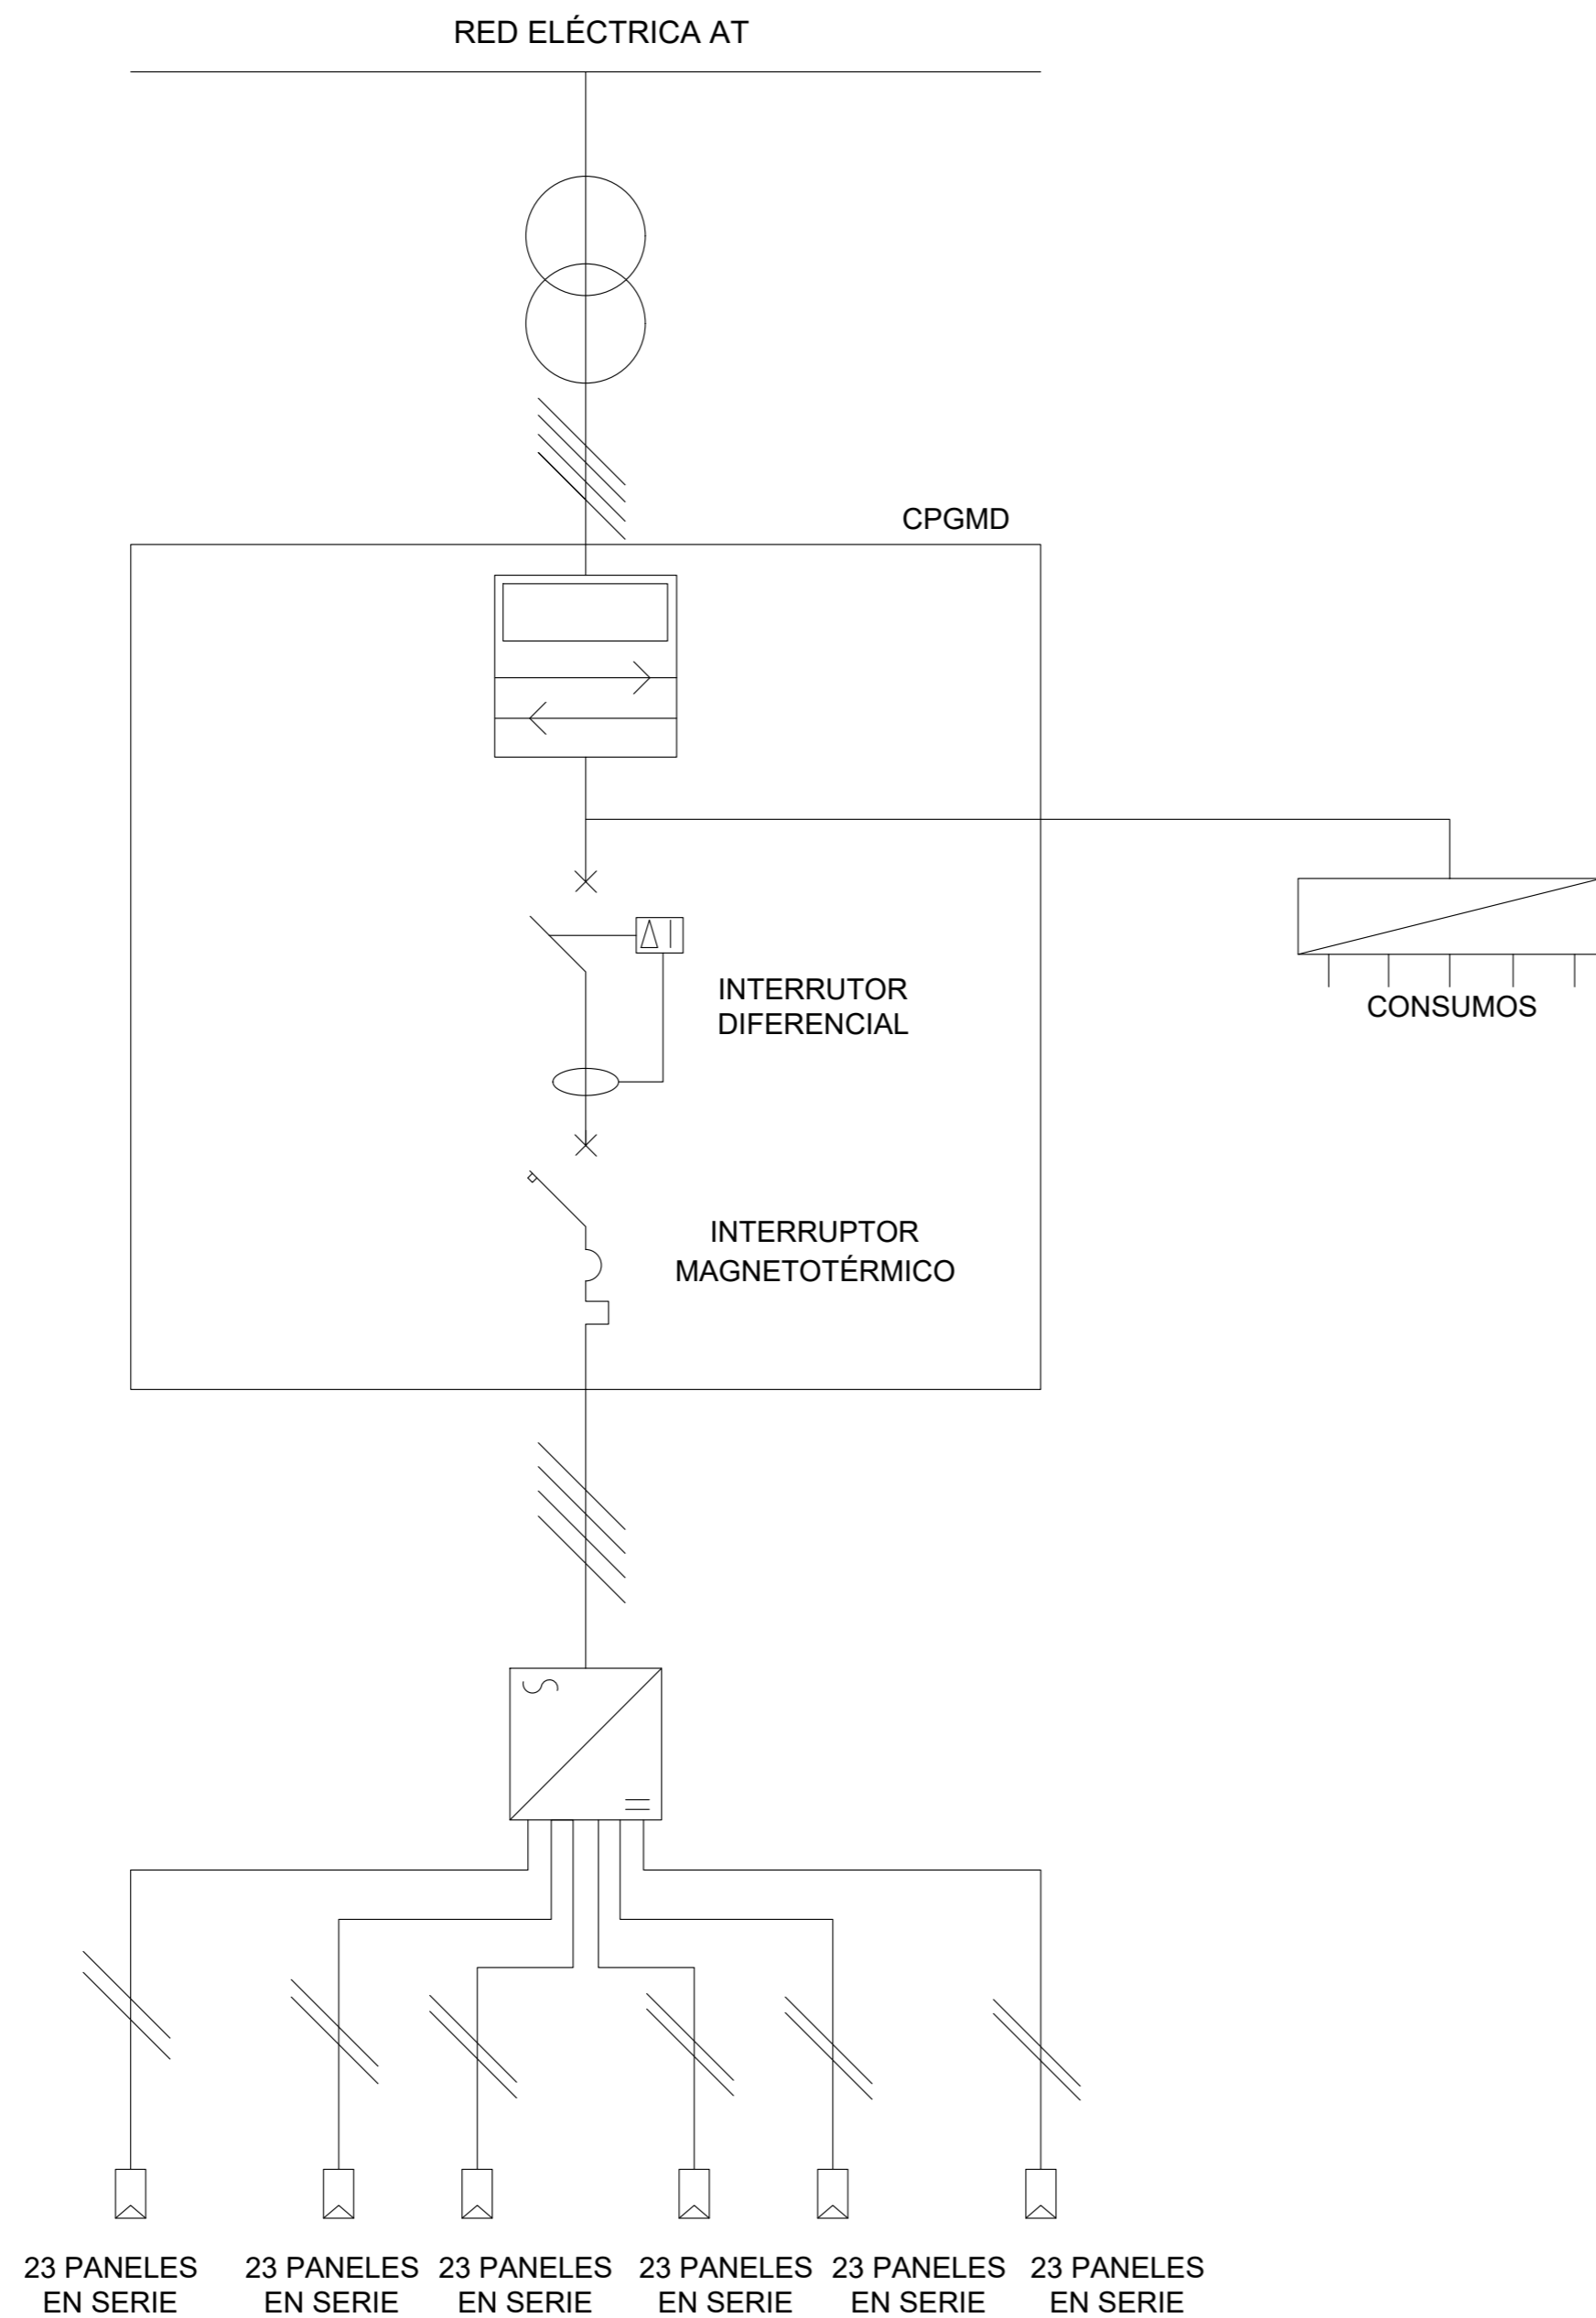 RED ELÉCTRICA AT
CPGMD
INTERRUTOR
DIFERENCIAL
CONSUMOS
INTERRUPTOR
MAGNETOTÉRMICO
23 PANELES
EN SERIE
23 PANELES
EN SERIE
23 PANELES
EN SERIE
23 PANELES
EN SERIE
23 PANELES
EN SERIE
23 PANELES
EN SERIE